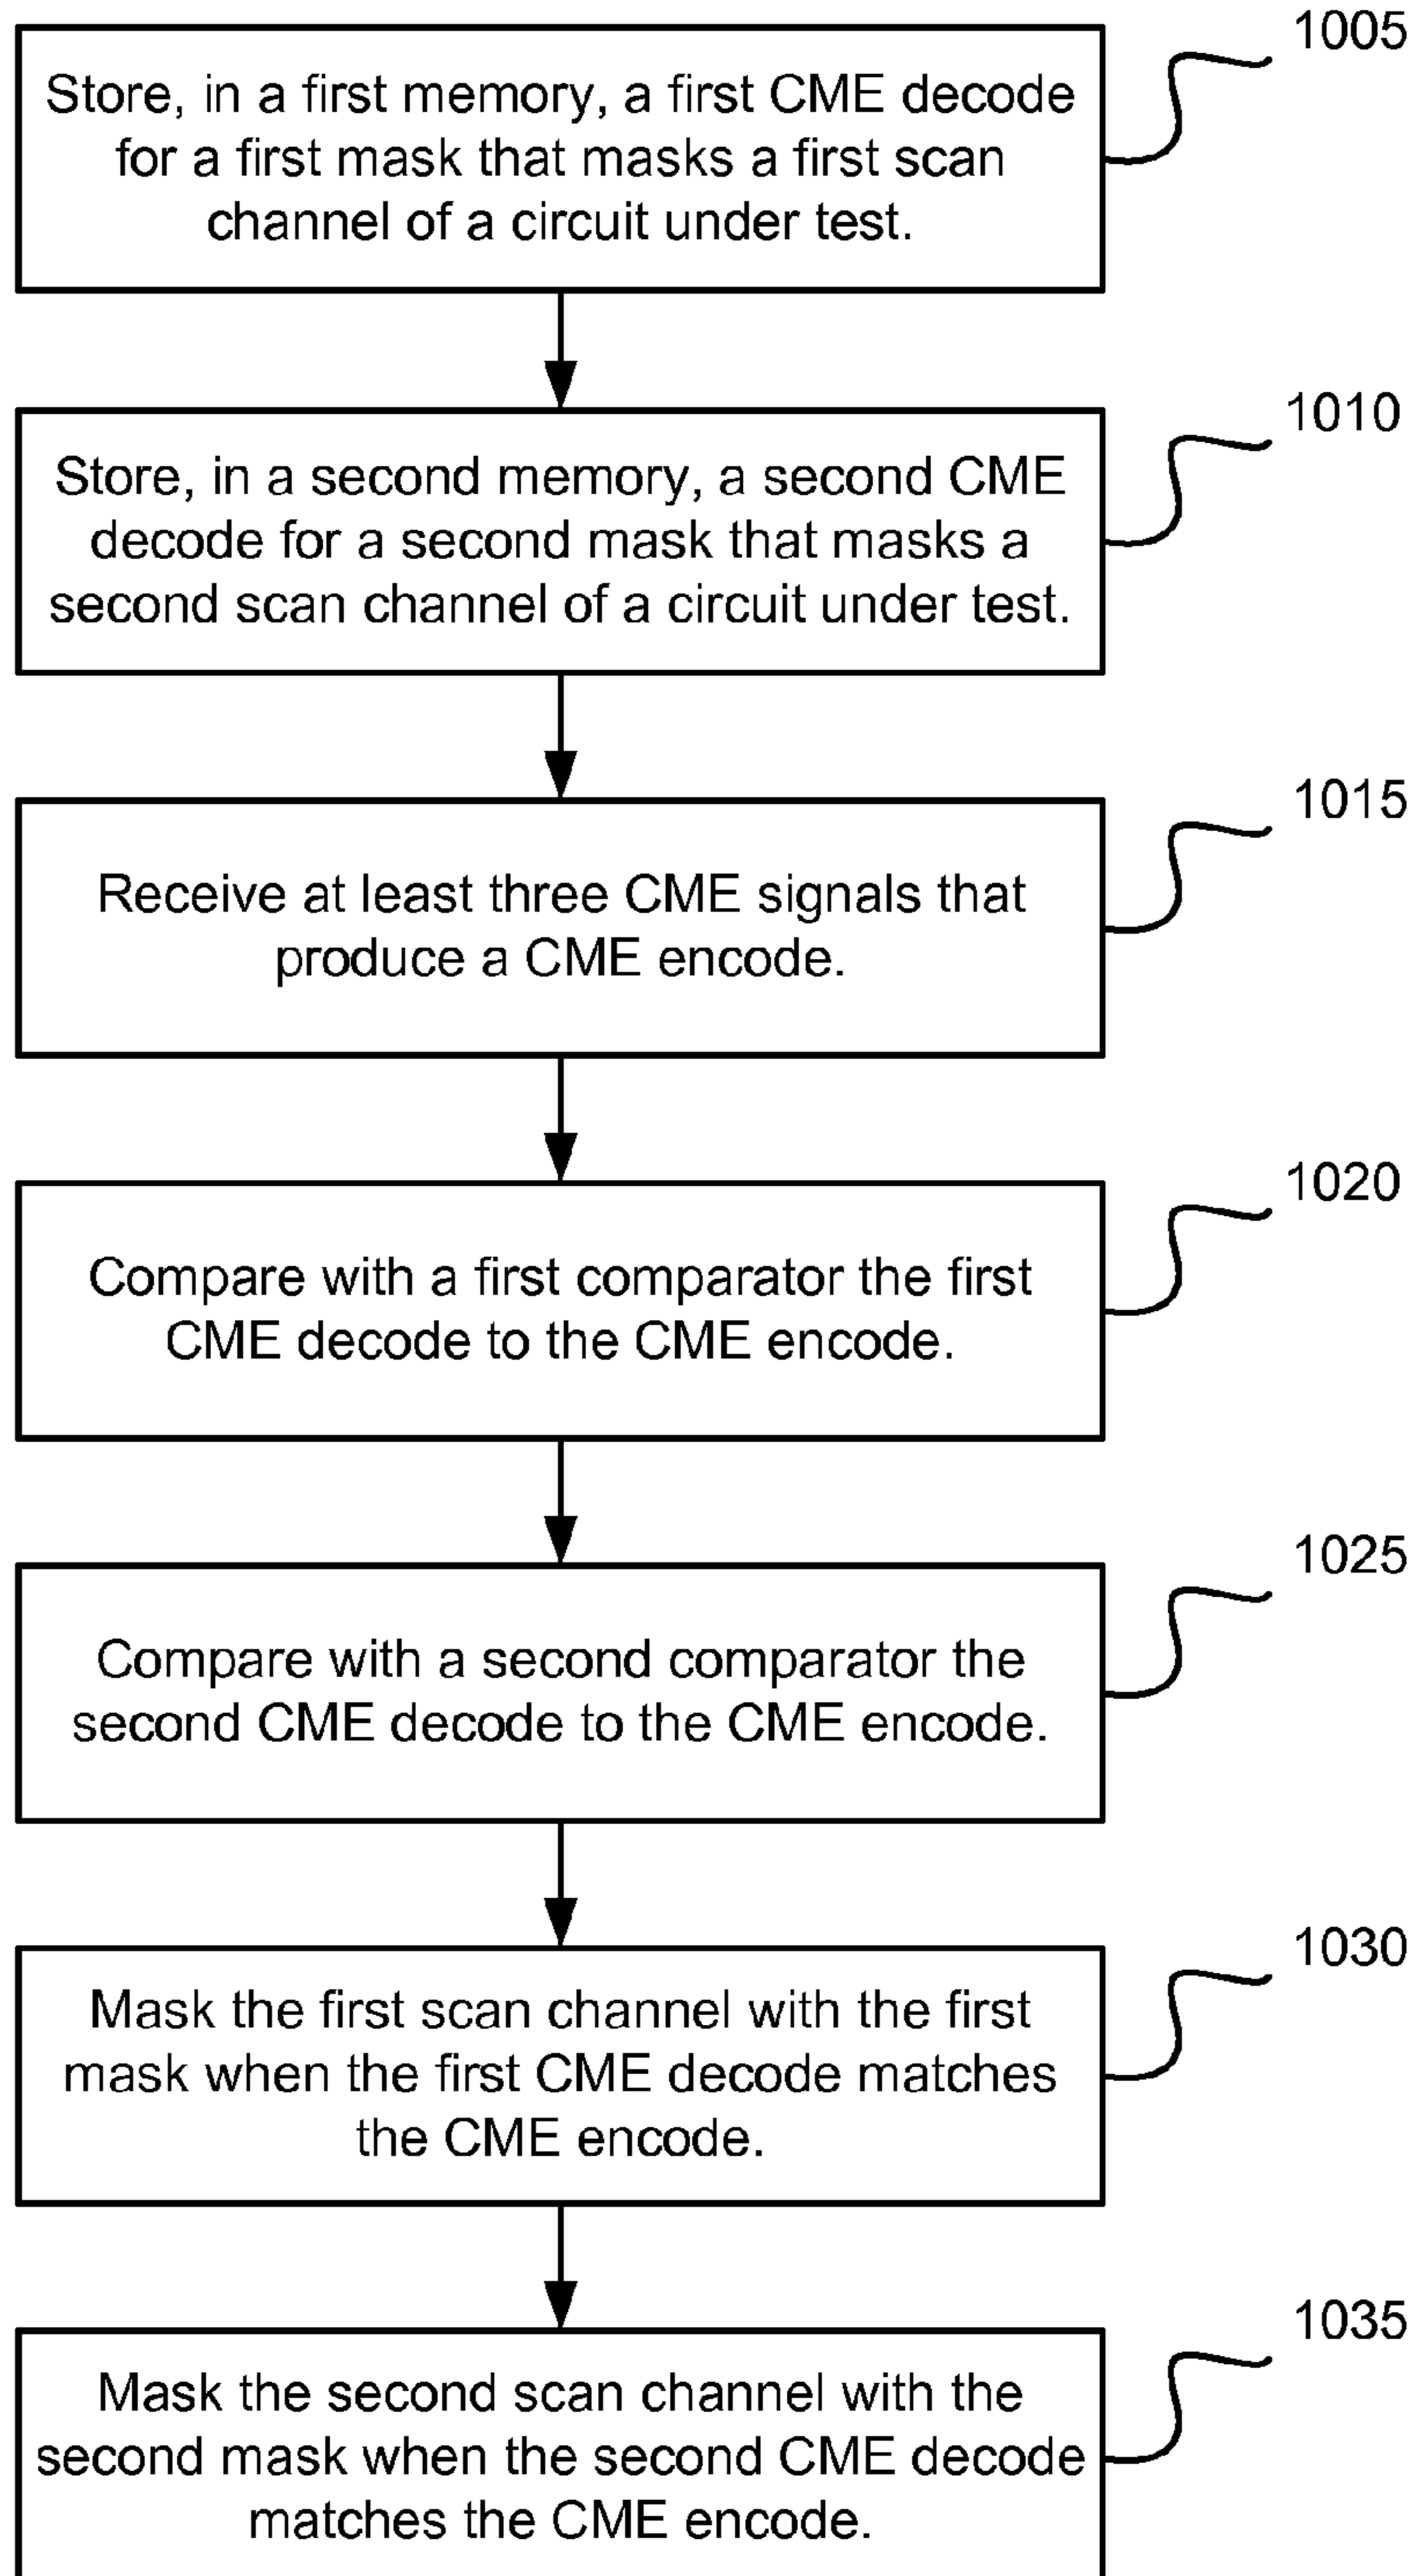 1005
Store, in a first memory, a first CME decode
for a first mask that masks a first scan
channel of a circuit under test.
1010
Store, in a second memory, a second CME
decode for a second mask that masks a
second scan channel of a circuit under test.
1015
Receive at least three CME signals that
produce a CME encode.
1020
Compare with a first comparator the first
CME decode to the CME encode.
1025
Compare with a second comparator the
second CME decode to the CME encode.
1030
Mask the first scan channel with the first
mask when the first CME decode matches
the CME encode.
1035
Mask the second scan channel with the
second mask when the second CME decode
matches the CME encode.